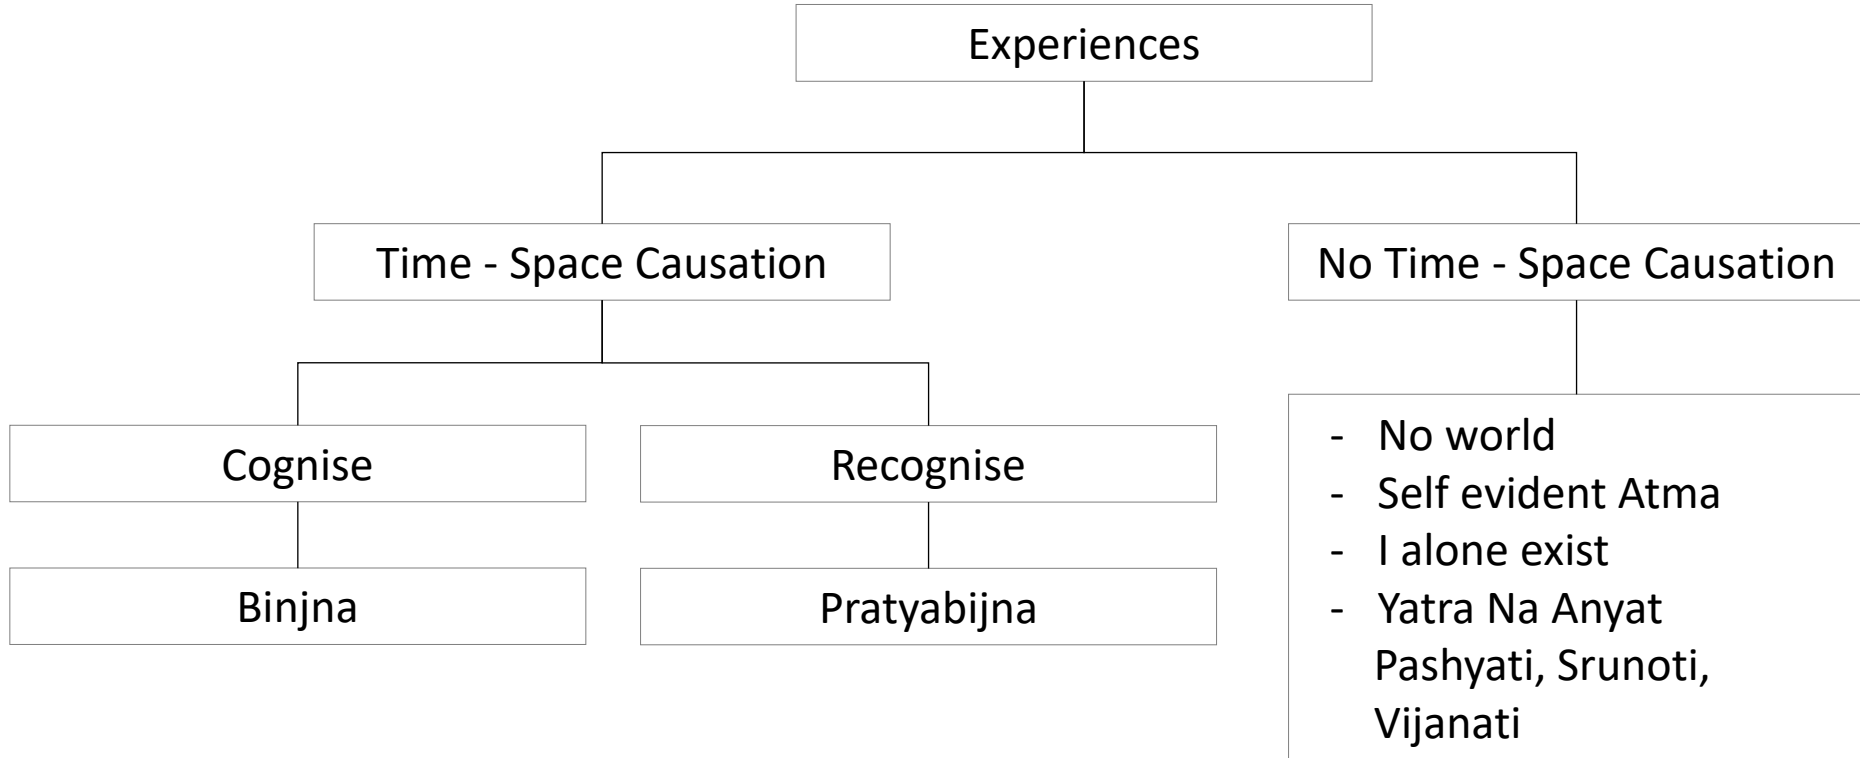 Experiences
Time - Space Causation
No Time - Space Causation
Cognise
Recognise
Binjna
Pratyabijna
- No world
- Self evident Atma
- I alone exist
- Yatra Na Anyat
Pashyati, Srunoti,
Vijanati